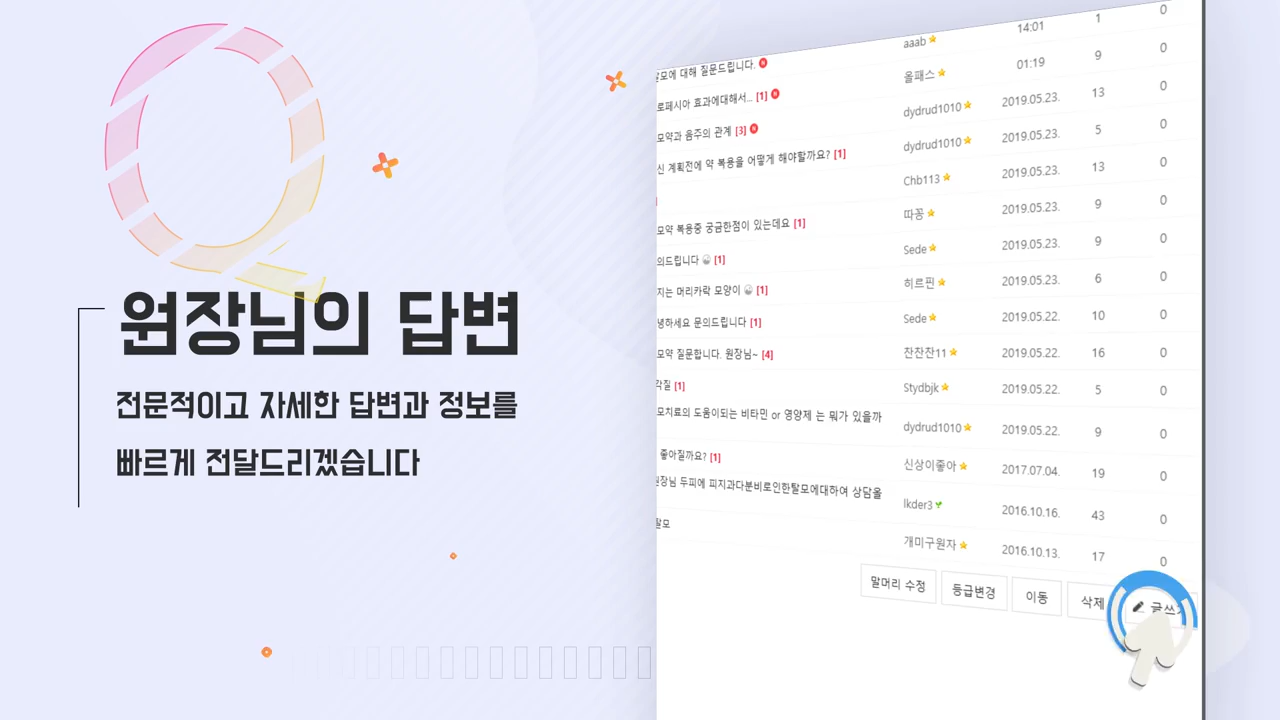 Q
원장님의 답변
전문적이고 자세한 답변과 정보를
빠르게 전달드리겠습니다
aaab 14:01 1 0
탈모에 대해 질문드립니다. 올패스 01:19 9 0
로페시아 효과에대해서... [1] dydrud1010 2019.05.23. 13 0
모약과 음주의 관계 [3] dydrud1010 2019.05.23. 5 0
신 계획전에 약 복용을 어떻게 해야할까요? [1] Chb113 2019.05.23. 13 0
따꽁 2019.05.23. 9 0
모약 복용중 궁금한점이 있는데요 [1] Sede 2019.05.23. 9 0
의드립니다 [1] 히르핀 2019.05.23. 6 0
지는 머리카락 모양이 [1] Sede 2019.05.22. 10 0
녕하세요 문의드립니다 [1] 찬찬찬11 2019.05.22. 16 0
모약 질문합니다. 원장님~ [4] Stydbjk 2019.05.22. 5 0
각질 [1] dydrud1010 2019.05.22. 9 0
모치료의 도움이되는 비타민 or 영양제 는 뭐가 있을까
좋아질까요? [1] 신상이좋아 2017.07.04. 19 0
원장님 두피에 피지과다분비로인한탈모에대하여 상담을 lkder3 2016.10.16. 43 0
탈모 개미구원자 2016.10.13. 17 0
말머리 수정 등급변경 이동 삭제 글쓰기